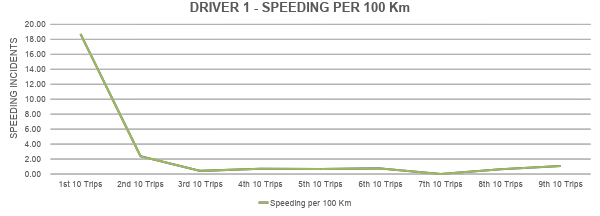 DRIVER 1 - SPEEDING PER 100 Km
SPEEDING INCIDENTS
20.00
18.00
16.00
14.00
12.00
10.00
8.00
6.00
4.00
2.00
0.00
1st 10 Trips 2nd 10 Trips 3rd 10 Trips 4th 10 Trips 5th 10 Trips 6th 10 Trips 7th 10 Trips 8th 10 Trips 9th 10 Trips
Speeding per 100 Km